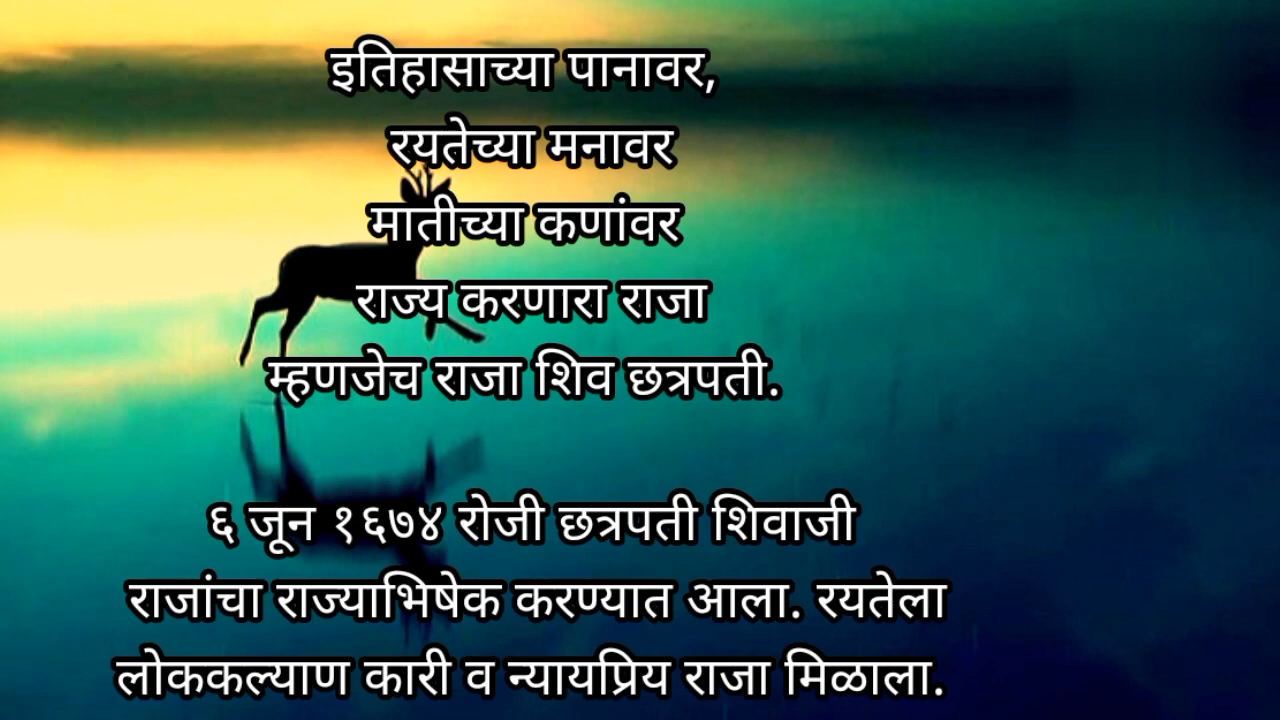 इतिहासाच्या पानावर,
रयतेच्या मनावर
मातीच्या कणांवर
राज्य करणारा राजा
म्हणजेच राजा शिव छत्रपती.
६ जून १६७४ रोजी छत्रपती शिवाजी
राजांचा राज्याभिषेक करण्यात आला. रयतेला
लोककल्याण कारी व न्यायप्रिय राजा मिळाला.